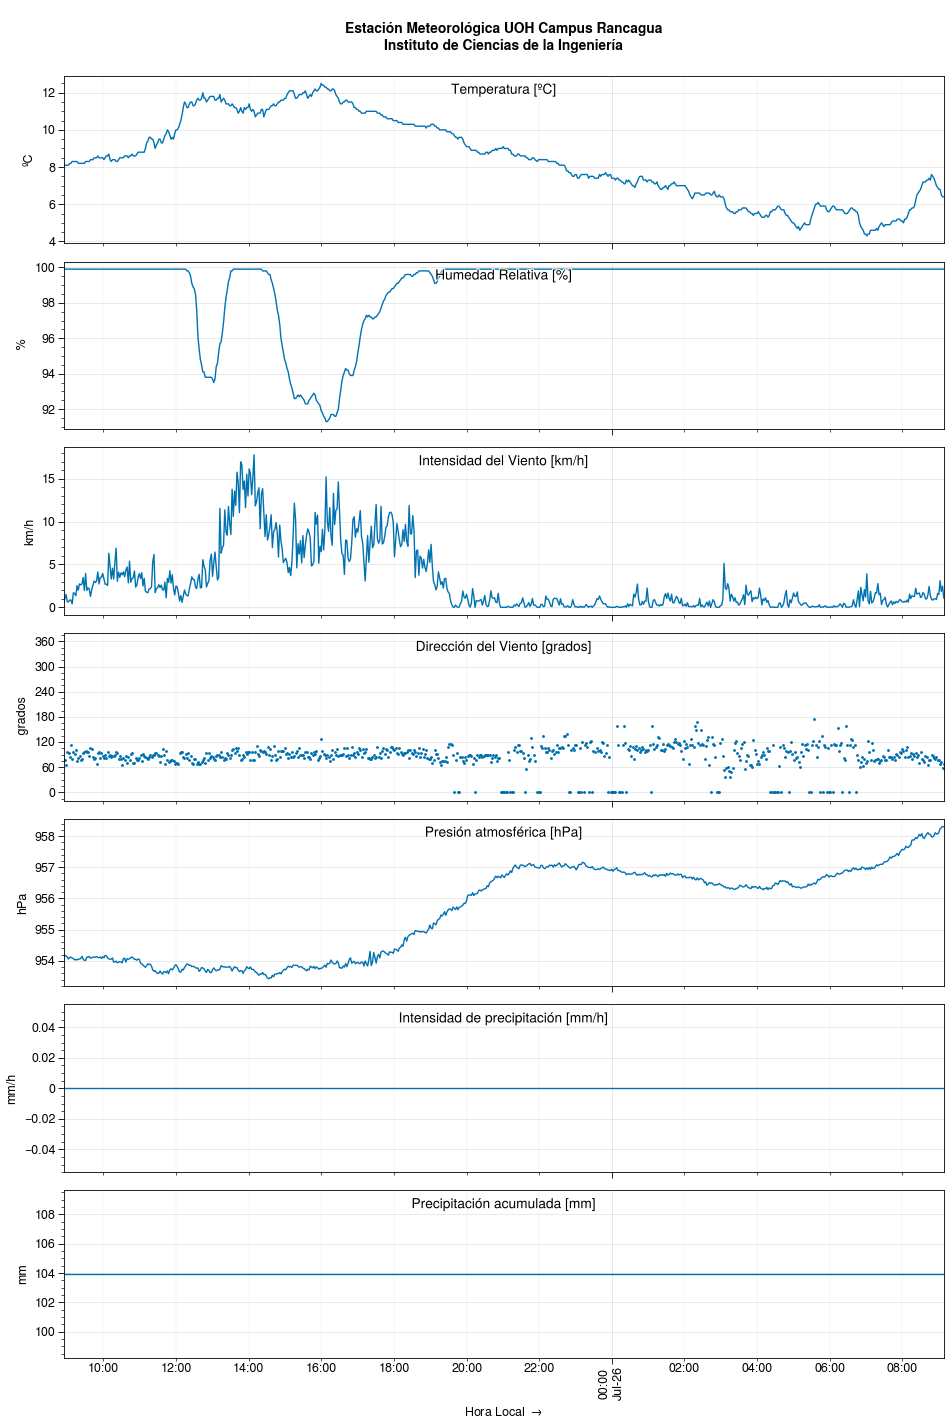 Estación Meteorológica UOH Campus Rancagua
Instituto de Ciencias de la Ingeniería
Temperatura [ºC]
ºC
12
10
8
6
4
Humedad Relativa [%]
%
100
98
96
94
92
Intensidad del Viento [km/h]
km/h
15
10
5
0
Dirección del Viento [grados]
grados
360
300
240
180
120
60
0
Presión atmosférica [hPa]
hPa
958
957
956
955
954
Intensidad de precipitación [mm/h]
mm/h
0.04
0.02
0
−0.02
−0.04
Precipitación acumulada [mm]
mm
108
106
104
102
100
10:00 12:00 14:00 16:00 18:00 20:00 22:00 00:00 02:00 04:00 06:00 08:00
Jul-26
Hora Local →